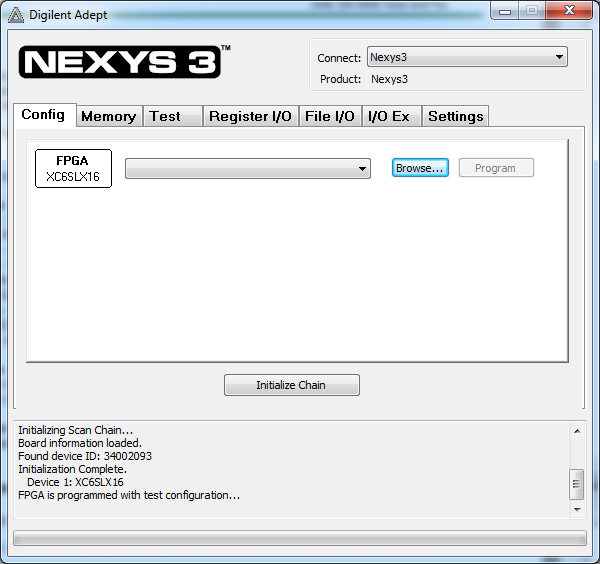 Digilent Adept
NEXYS 3™
Connect: Nexys3
Product: Nexys3
Config Memory Test Register I/O File I/O I/O Ex Settings
FPGA
XC6SLX16
Browse... Program
Initialize Chain
Initializing Scan Chain...
Board information loaded.
Found device ID: 34002093
Initialization Complete.
Device 1: XC6SLX16
FPGA is programmed with test configuration...